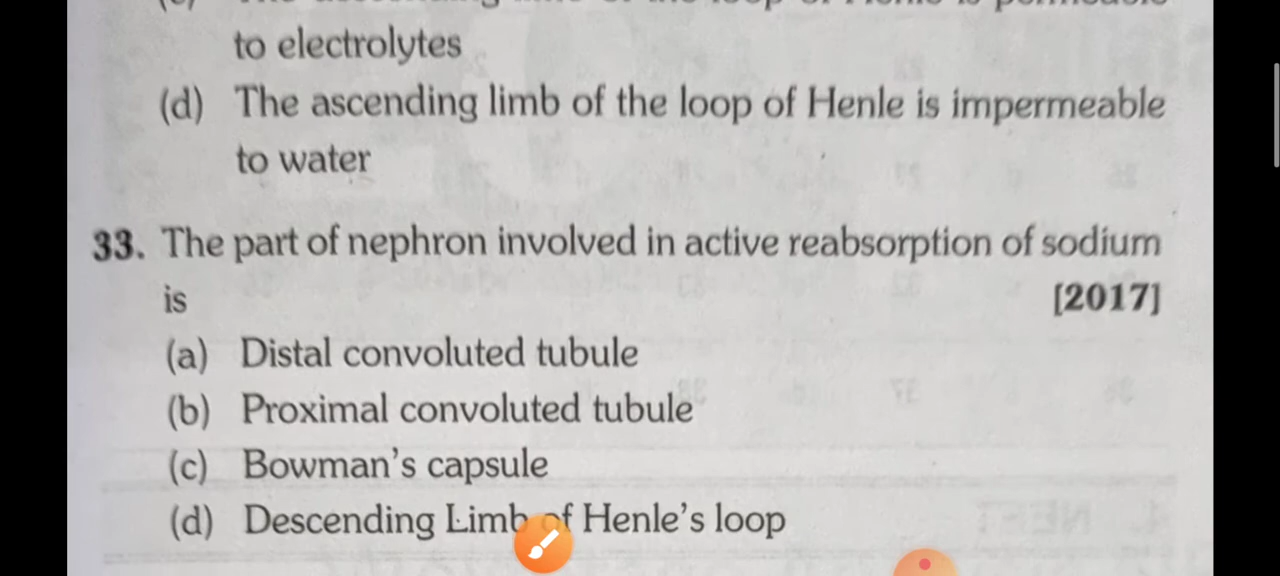 to electrolytes
(d) The ascending limb of the loop of Henle is impermeable
to water
33. The part of nephron involved in active reabsorption of sodium
is [2017]
(a) Distal convoluted tubule
(b) Proximal convoluted tubule
(c) Bowman's capsule
(d) Descending Limb of Henle's loop